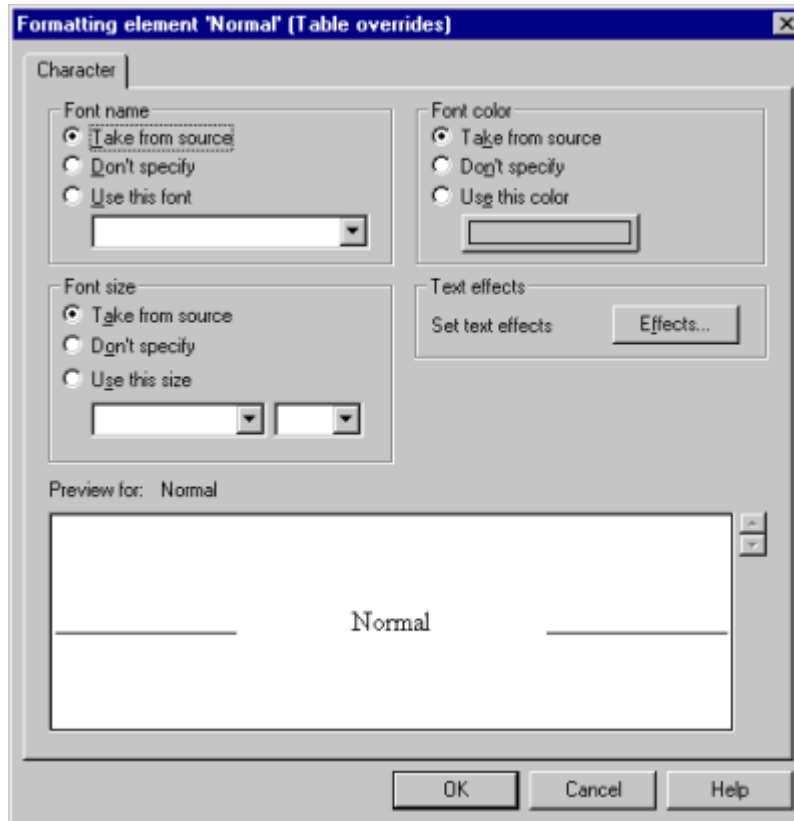 Formatting element 'Normal' (Table overrides)
Character
Font name
Take from source
Don't specify
Use this font
Font color
Take from source
Don't specify
Use this color
Font size
Take from source
Don't specify
Use this size
Text effects
Set text effects
Effects...
Preview for: Normal
Normal
OK
Cancel
Help